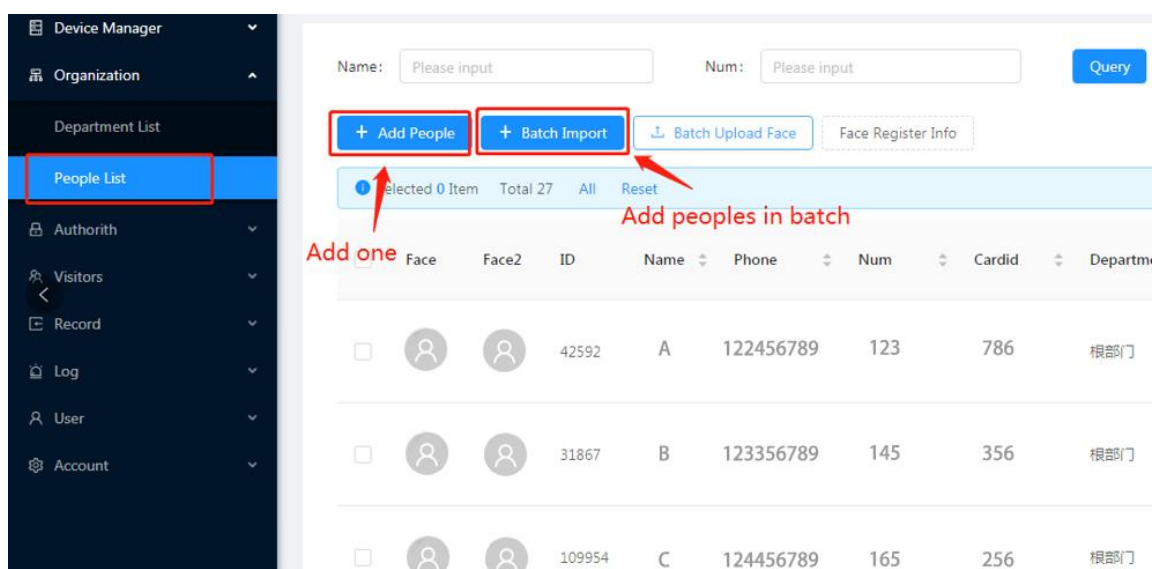 Device Manager
Organization
Department List
People List
Authorith
Visitors
Record
Log
User
Account
Name: Please input Num: Please input Query
+ Add People + Batch Import Batch Upload Face Face Register Info
elected 0 Item Total 27 All Reset
Add peoples in batch
Add one
Face Face2 ID Name Phone Num Cardid Departme
42592 A 122456789 123 786 根部门
31867 B 123356789 145 356 根部门
109954 C 124456789 165 256 根部门